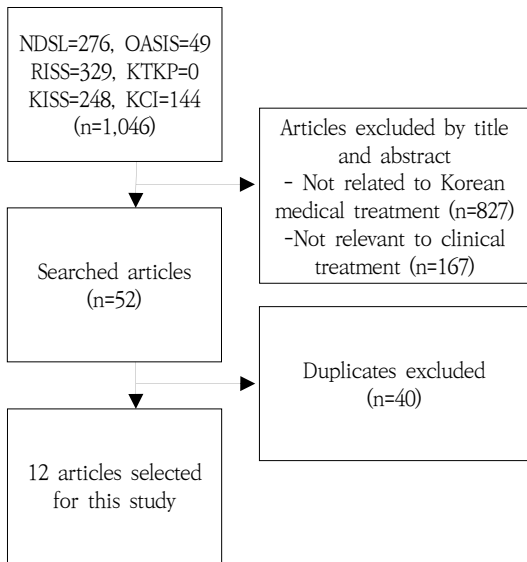 NDSL=276, OASIS=49
RISS=329, KTKP=0
KISS=248, KCI=144
(n=1,046)
Articles excluded by title
and abstract
- Not related to Korean
medical treatment (n=827)
-Not relevant to clinical
treatment (n=167)
Searched articles
(n=52)
Duplicates excluded
(n=40)
12 articles selected
for this study